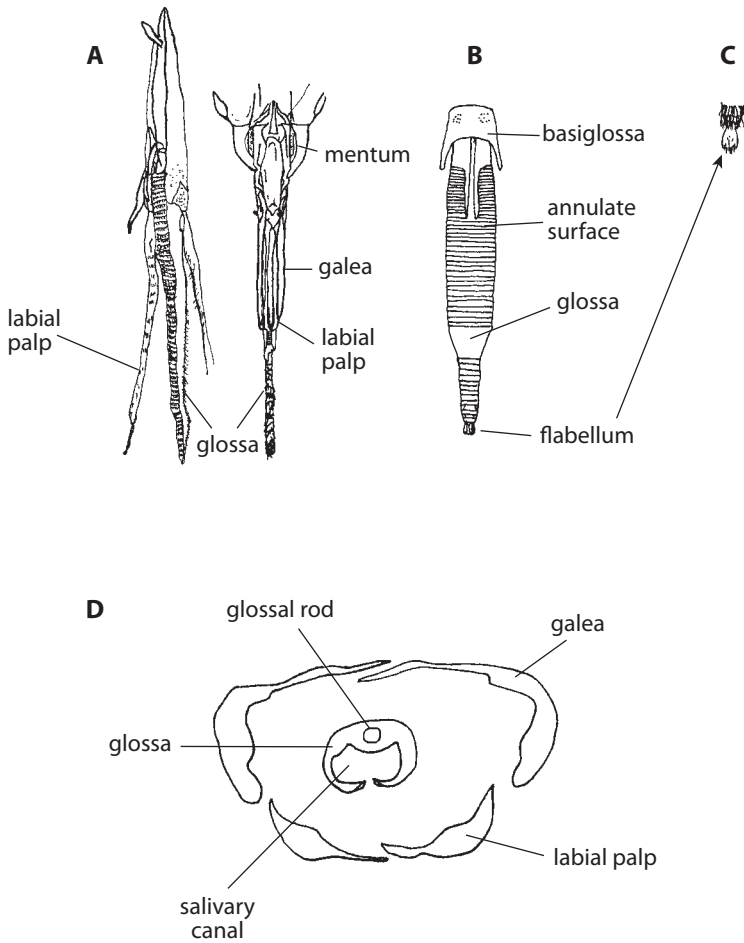 A
B
C
mentum
galea
labial
palp
labial
palp
glossa
basiglossa
annulate
surface
glossa
flabellum
D
glossal rod
galea
glossa
labial palp
salivary
canal